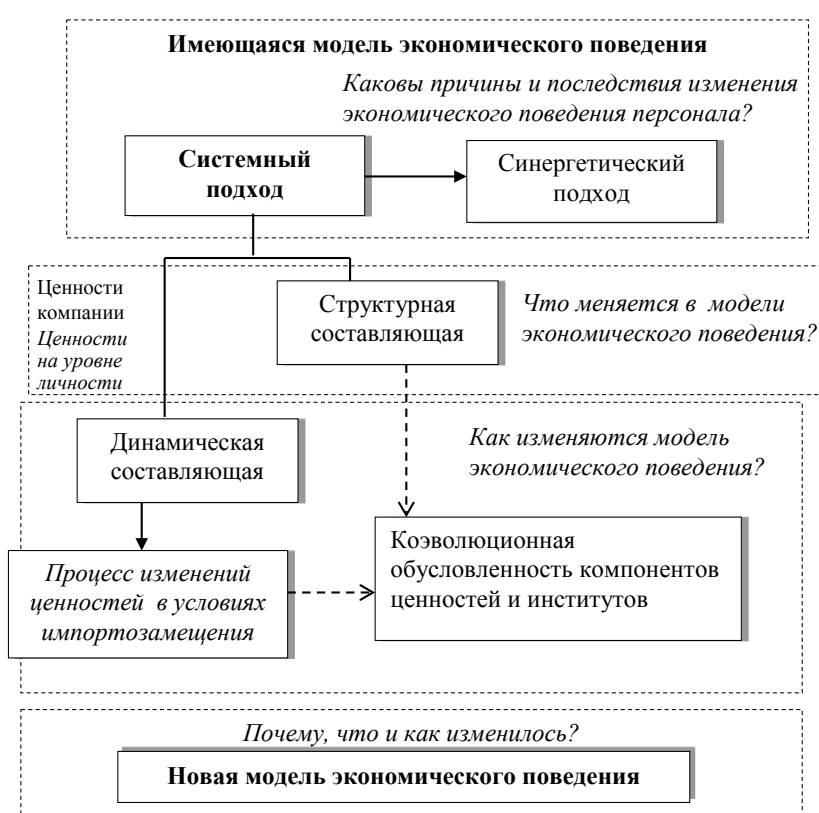 Имеющаяся модель экономического поведения
Каковы причины и последствия изменения
экономического поведения персонала?
Системный
подход
Синергетический
подход
Ценности
компании
Ценности
на уровне
личности
Структурная
составляющая
Что меняется в модели
экономического поведения?
Динамическая
составляющая
Как изменяются модель
экономического поведения?
Процесс изменений
ценностей в условиях
импортозамещения
Коэволюционная
обусловленность компонентов
ценностей и институтов
Почему, что и как изменилось?
Новая модель экономического поведения